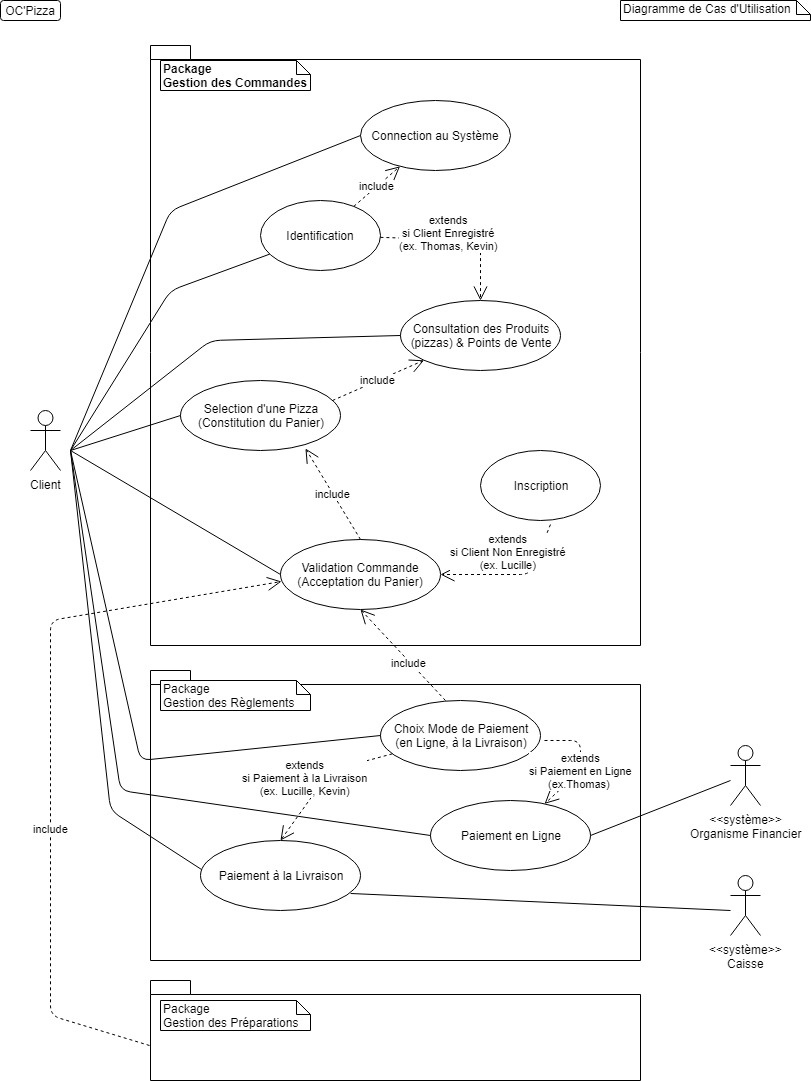 OC'Pizza
Diagramme de Cas d'Utilisation
Package
Gestion des Commandes
Connection au Système
include
Identification
extends
si Client Enregistré
(ex. Thomas, Kevin)
Consultation des Produits
(pizzas) & Points de Vente
include
Selection d'une Pizza
(Constitution du Panier)
Client
Inscription
include
extends
si Client Non Enregistré
(ex. Lucille)
Validation Commande
(Acceptation du Panier)
include
Package
Gestion des Règlements
Choix Mode de Paiement
(en Ligne, à la Livraison)
extends
si Paiement à la Livraison
(ex. Lucille, Kevin)
extends
si Paiement en Ligne
(ex.Thomas)
Paiement en Ligne
<<système>>
Organisme Financier
include
Paiement à la Livraison
<<système>>
Caisse
Package
Gestion des Préparations